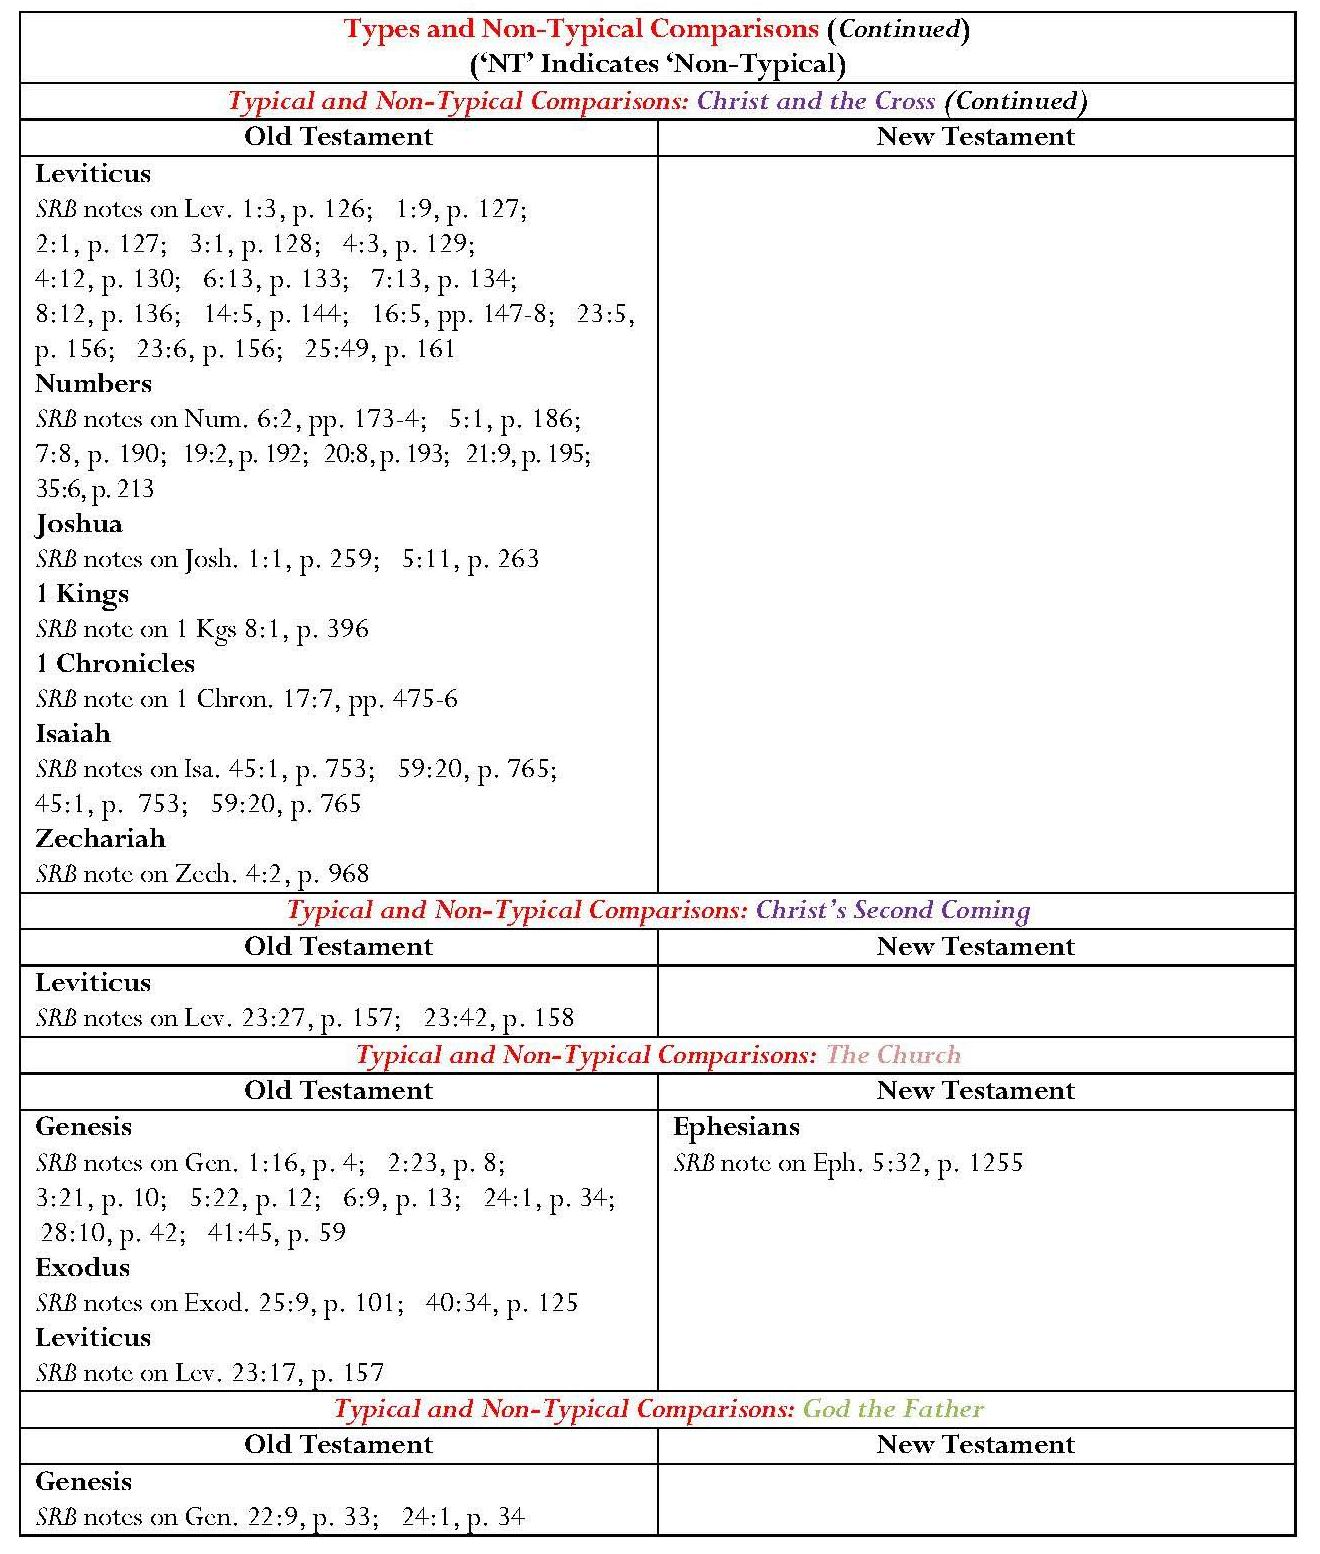 Types and Non-Typical Comparisons (Continued)
(‘NT’ Indicates ‘Non-Typical)
Typical and Non-Typical Comparisons: Christ and the Cross (Continued)
Old Testament
New Testament
Leviticus
SRB notes on Lev. 1:3, p. 126; 1:9, p. 127;
2:1, p. 127; 3:1, p. 128; 4:3, p. 129;
4:12, p. 130; 6:13, p. 133; 7:13, p. 134;
8:12, p. 136; 14:5, p. 144; 16:5, pp. 147-8; 23:5,
p. 156; 23:6, p. 156; 25:49, p. 161
Numbers
SRB notes on Num. 6:2, pp. 173-4; 5:1, p. 186;
7:8, p. 190; 19:2, p. 192; 20:8, p. 193; 21:9, p. 195;
35:6, p. 213
Joshua
SRB notes on Josh. 1:1, p. 259; 5:11, p. 263
1 Kings
SRB note on 1 Kgs 8:1, p. 396
1 Chronicles
SRB note on 1 Chron. 17:7, pp. 475-6
Isaiah
SRB notes on Isa. 45:1, p. 753; 59:20, p. 765;
45:1, p. 753; 59:20, p. 765
Zechariah
SRB note on Zech. 4:2, p. 968
Typical and Non-Typical Comparisons: Christ’s Second Coming
Old Testament
New Testament
Leviticus
SRB notes on Lev. 23:27, p. 157; 23:42, p. 158
Typical and Non-Typical Comparisons: The Church
Old Testament
New Testament
Genesis
SRB notes on Gen. 1:16, p. 4; 2:23, p. 8;
3:21, p. 10; 5:22, p. 12; 6:9, p. 13; 24:1, p. 34;
28:10, p. 42; 41:45, p. 59
Exodus
SRB notes on Exod. 25:9, p. 101; 40:34, p. 125
Leviticus
SRB note on Lev. 23:17, p. 157
Ephesians
SRB note on Eph. 5:32, p. 1255
Typical and Non-Typical Comparisons: God the Father
Old Testament
New Testament
Genesis
SRB notes on Gen. 22:9, p. 33; 24:1, p. 34